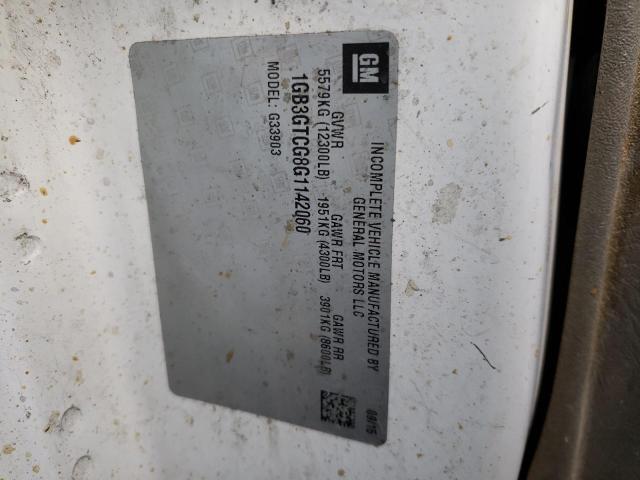 GM
INCOMPLETE VEHICLE MANUFACTURED BY
GENERAL MOTORS LLC
09/15
GVWR GAWR FRT GAWR RR
5579KG (12300LB) 1951KG (4300LB) 3901KG (8600LB)
1GB3GTCG8G1142060
MODEL: G33903